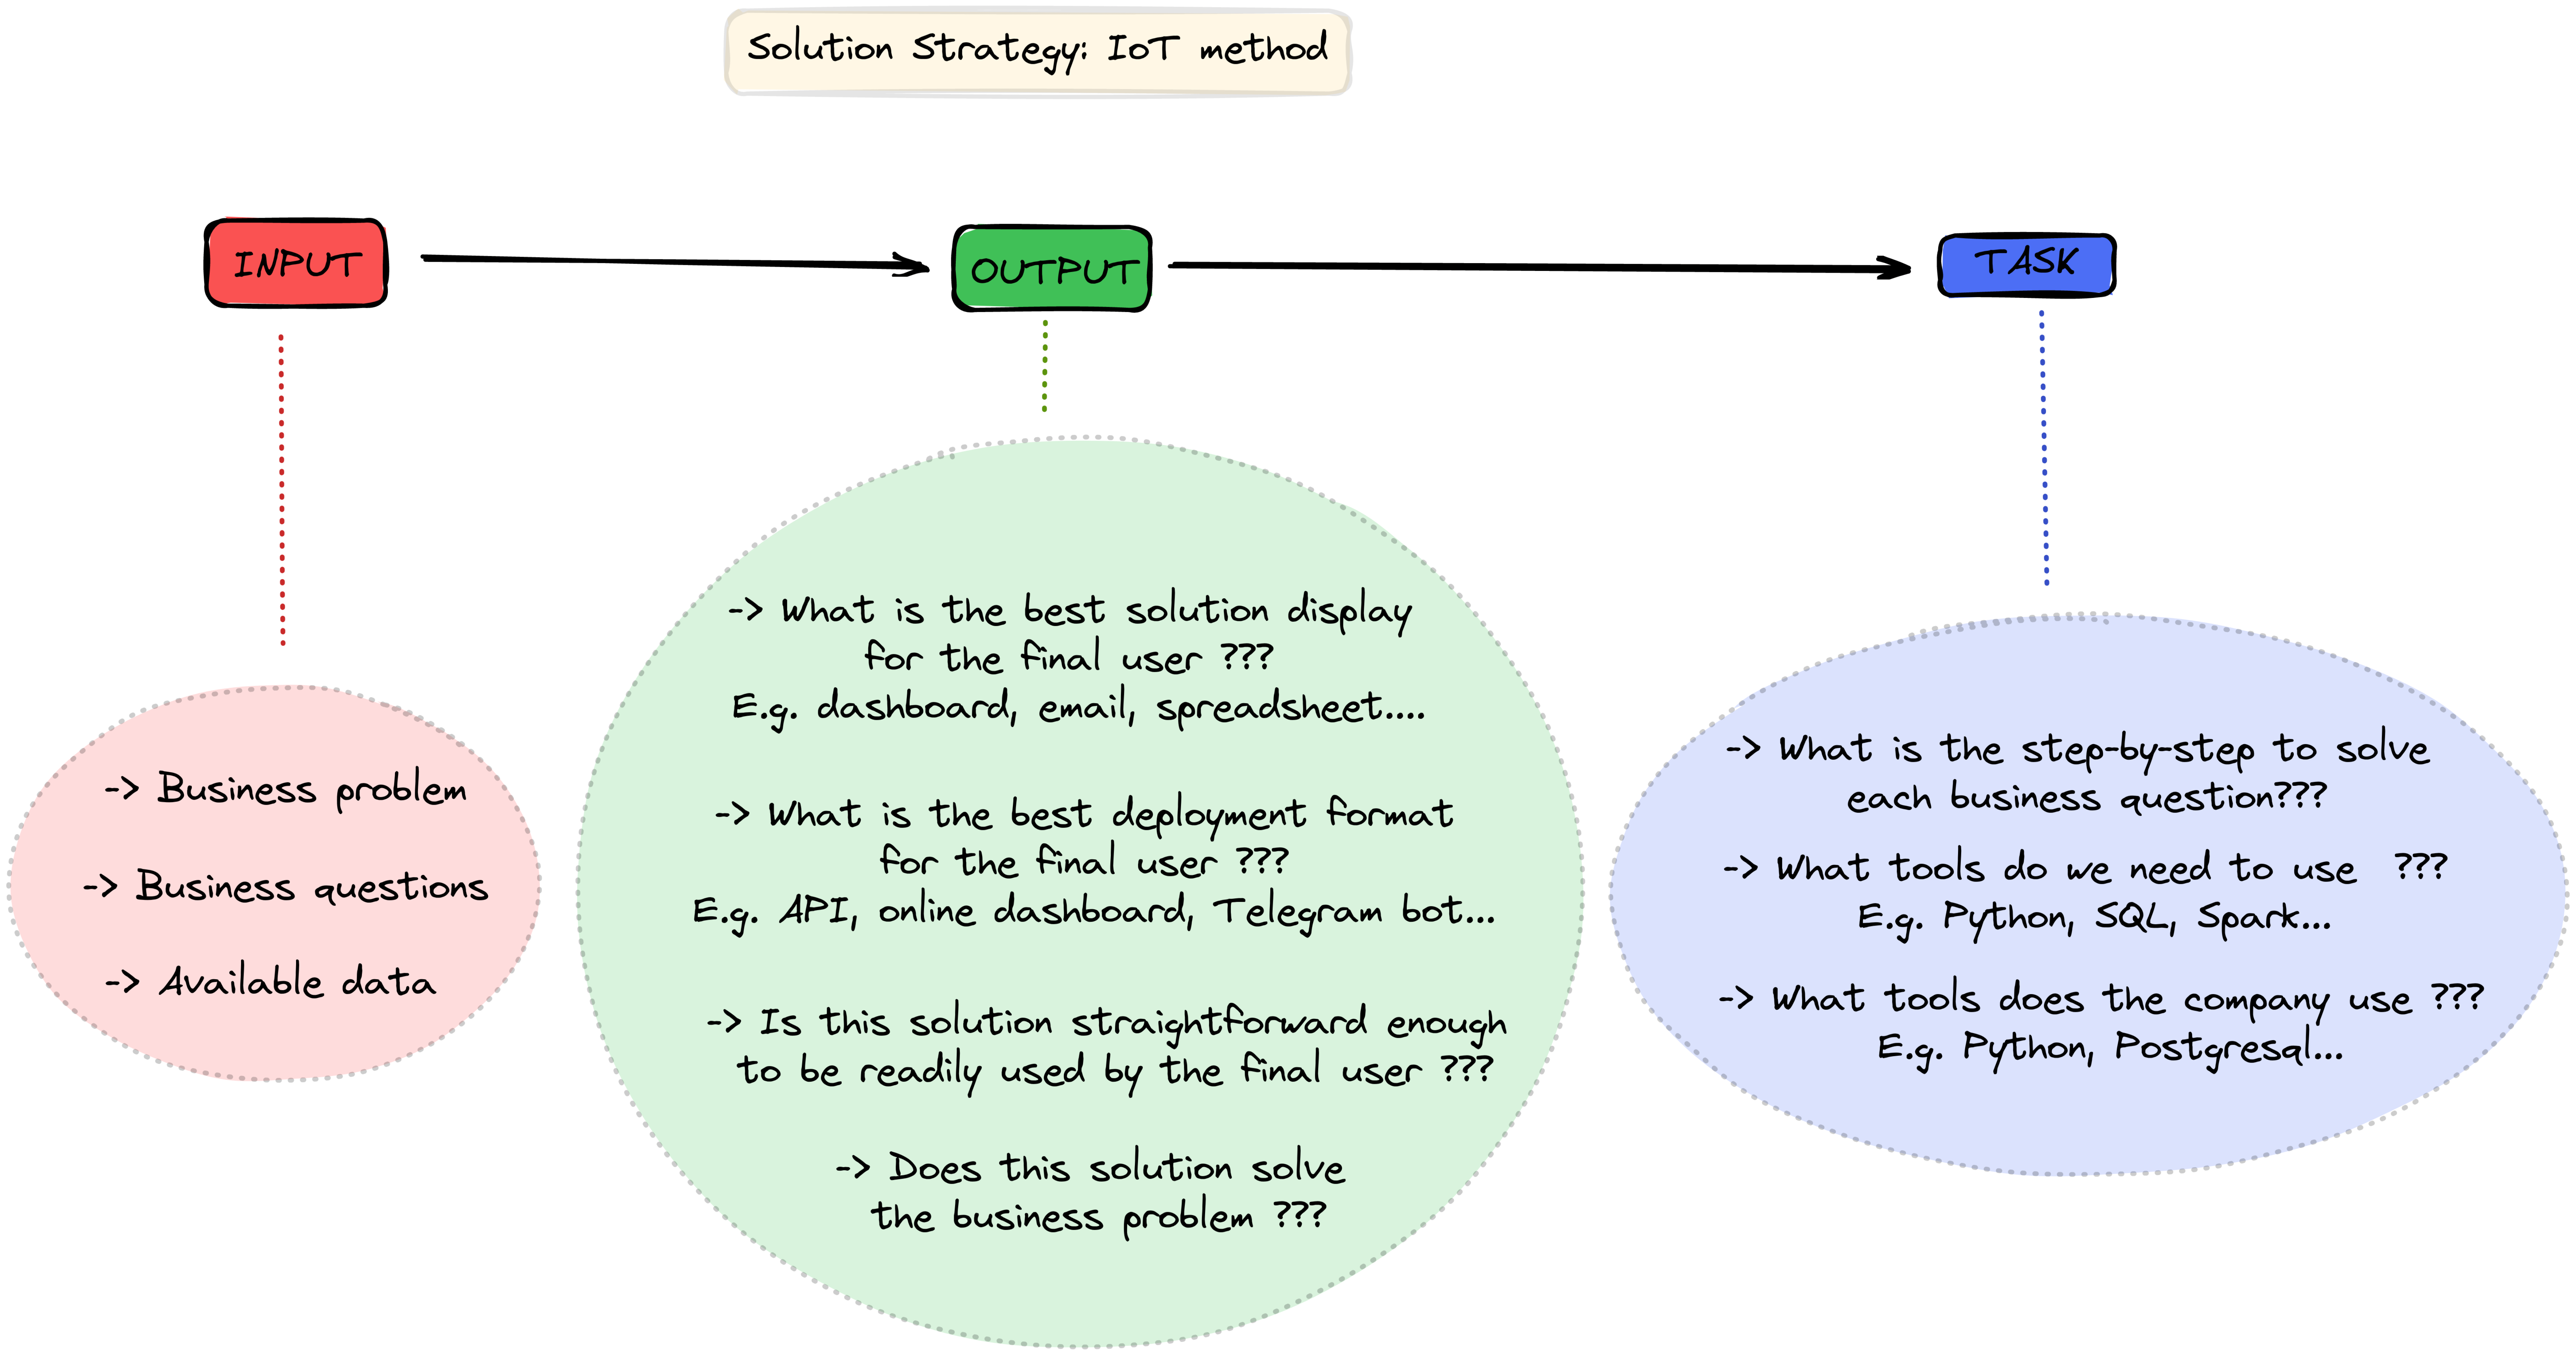 Solution Strategy: IoT method
INPUT
OUTPUT
TASK
-> Business problem
-> Business questions
-> Available data
-> What is the best solution display
for the final user ???
E.g. dashboard, email, spreadsheet....
-> What is the best deployment format
for the final user ???
E.g. API, online dashboard, Telegram bot...
-> Is this solution straightforward enough
to be readily used by the final user ???
-> Does this solution solve
the business problem ???
-> What is the step-by-step to solve
each business question???
-> What tools do we need to use ???
E.g. Python, SQL, Spark...
-> What tools does the company use ???
E.g. Python, Postgresql...